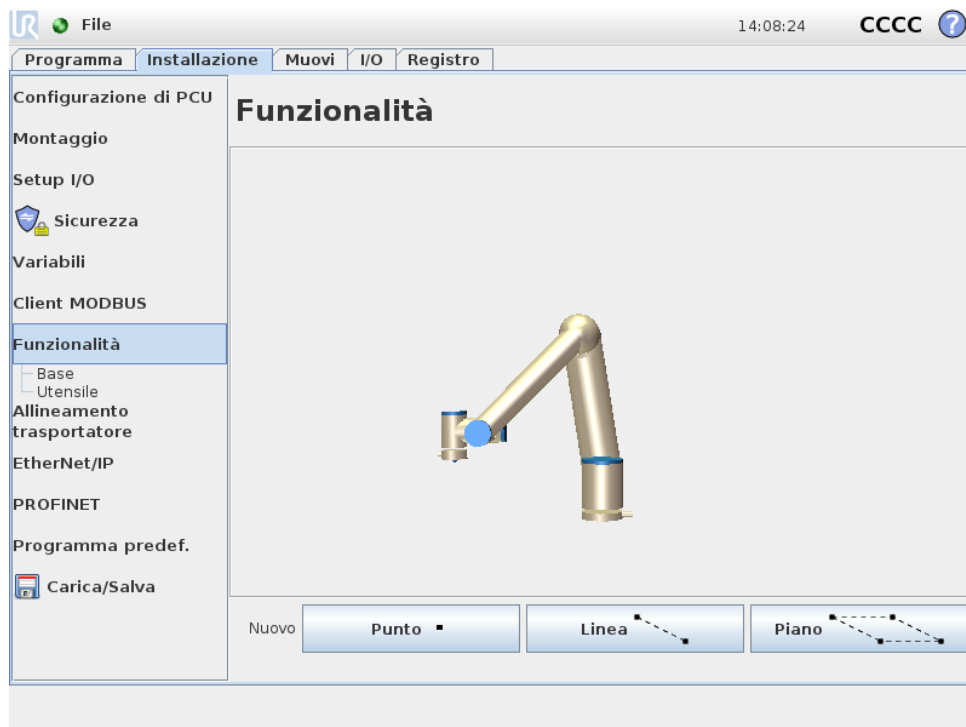 UR File 14:08:24 CCCC ?
Programma Installazione Muovi I/O Registro
Configurazione di PCU
Montaggio
Setup I/O
Sicurezza
Variabili
Client MODBUS
Funzionalità
Base
Utensile
Allineamento
trasportatore
EtherNet/IP
PROFINET
Programma predef.
Carica/Salva
Funzionalità
Nuovo Punto Linea Piano